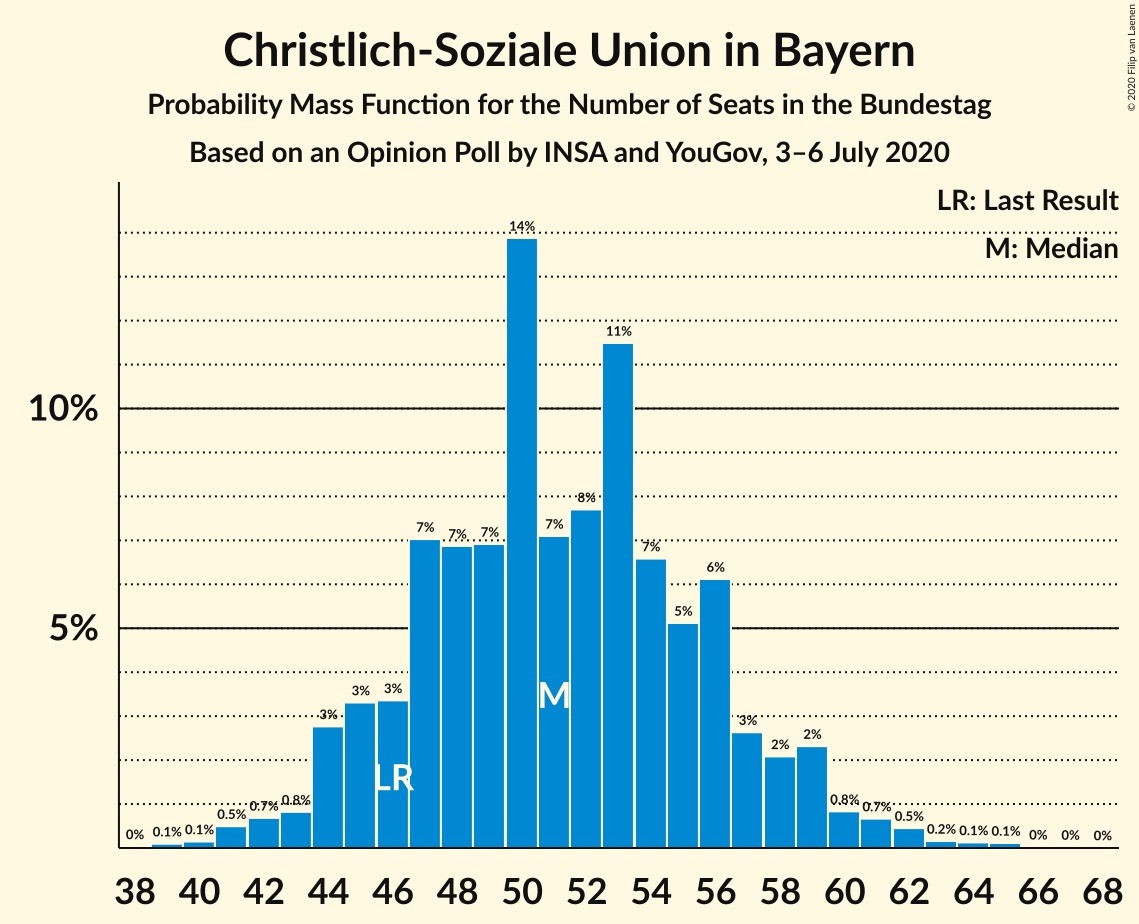 Christlich-Soziale Union in Bayern
Probability Mass Function for the Number of Seats in the Bundestag
Based on an Opinion Poll by INSA and YouGov, 3–6 July 2020
© 2020 Filip van Laenen
LR: Last Result
M: Median
10%
5%
0% 0.1% 0.1% 0.5% 0.7% 0.8% 3% 3% 3% 7% 7% 7% 14% 7% 8% 11% 7% 5% 6% 3% 2% 2% 0.8% 0.7% 0.5% 0.2% 0.1% 0.1% 0% 0% 0%
LR
M
38 40 42 44 46 48 50 52 54 56 58 60 62 64 66 68